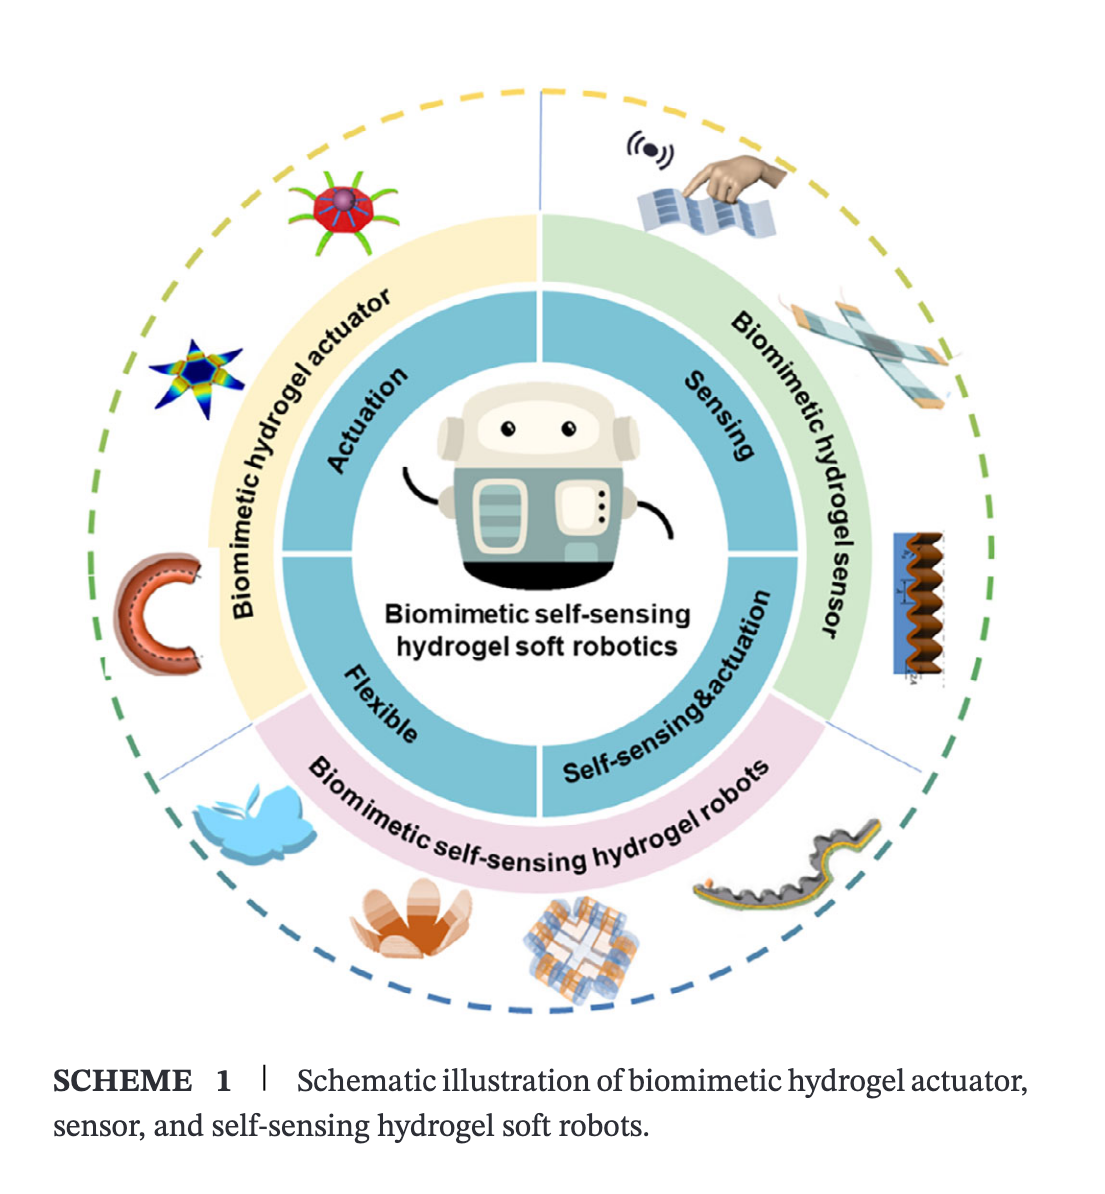 Biomimetic hydrogel actuator
Biomimetic hydrogel sensor
Actuation
Sensing
Biomimetic self-sensing
hydrogel soft robotics
Flexible
Self-sensing&actuation
Biomimetic self-sensing hydrogel robots
SCHEME 1 | Schematic illustration of biomimetic hydrogel actuator,
sensor, and self-sensing hydrogel soft robots.